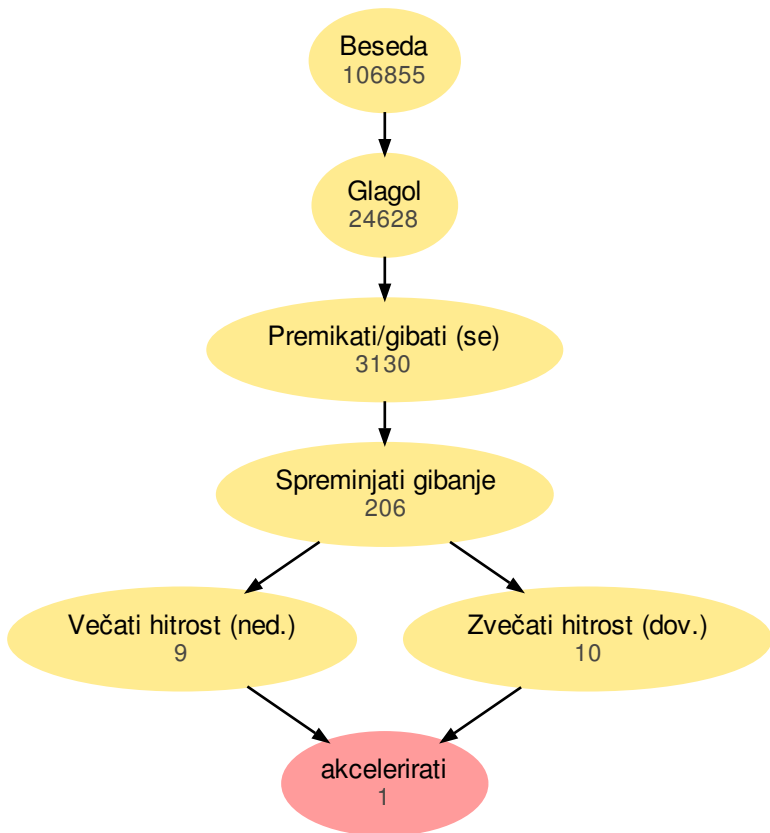 Beseda
106855
Glagol
24628
Premikati/gibati (se)
3130
Spreminjati gibanje
206
Večati hitrost (ned.)
9
Zvečati hitrost (dov.)
10
akcelerirati
1